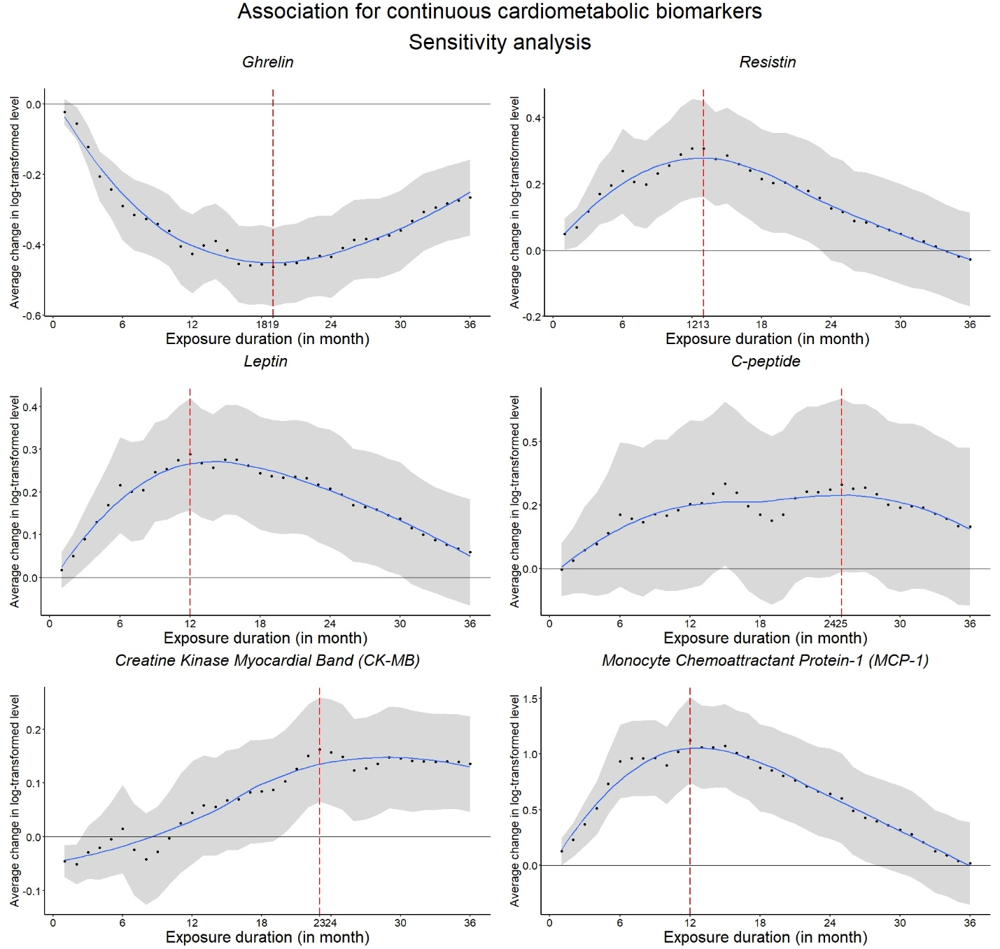 Association for continuous cardiometabolic biomarkers
Sensitivity analysis
Ghrelin
Average change in log-transformed level
0.0
-0.2
-0.4
-0.6
0 6 12 1819 24 30 36
Exposure duration (in month)
Resistin
Average change in log-transformed level
0.4
0.2
0.0
-0.2
0 6 1213 18 24 30 36
Exposure duration (in month)
Leptin
Average change in log-transformed level
0.4
0.3
0.2
0.1
0.0
0 6 12 18 24 30 36
Exposure duration (in month)
C-peptide
Average change in log-transformed level
0.5
0.2
0.0
0 6 12 18 2425 30 36
Exposure duration (in month)
Creatine Kinase Myocardial Band (CK-MB)
Average change in log-transformed level
0.2
0.1
0.0
-0.1
0 6 12 18 2324 30 36
Exposure duration (in month)
Monocyte Chemoattractant Protein-1 (MCP-1)
Average change in log-transformed level
1.5
1.0
0.5
0.0
0 6 12 18 24 30 36
Exposure duration (in month)